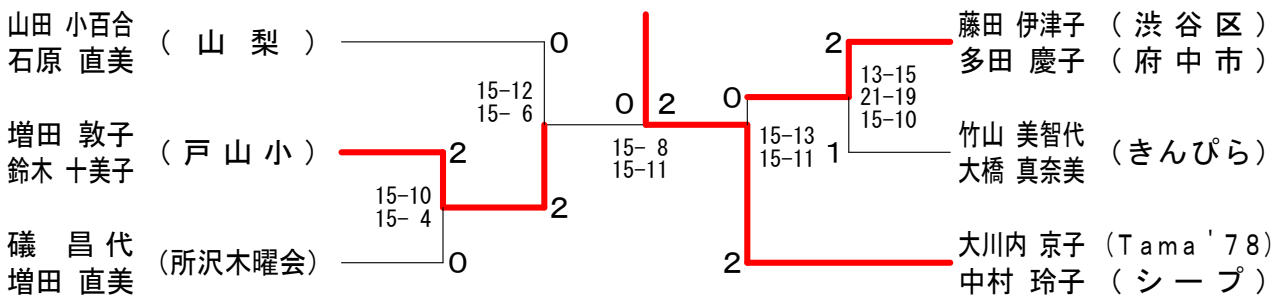 山田 小百合
石原 直美
(山梨)
0
15-12
15- 6
増田 敦子
鈴木 十美子
(戸山小)
2
15-10
15- 4
2
礒 昌代
増田 直美
(所沢木曜会)
0
0 2
15- 8
15-11
藤田 伊津子 (渋谷区)
多田 慶子 (府中市)
2
13-15
21-19
15-10
0
15-13
15-11
1
竹山 美智代
大橋 真奈美
(きんぴら)
大川内 京子 (Tama'78)
中村 玲子 (シープ)
2